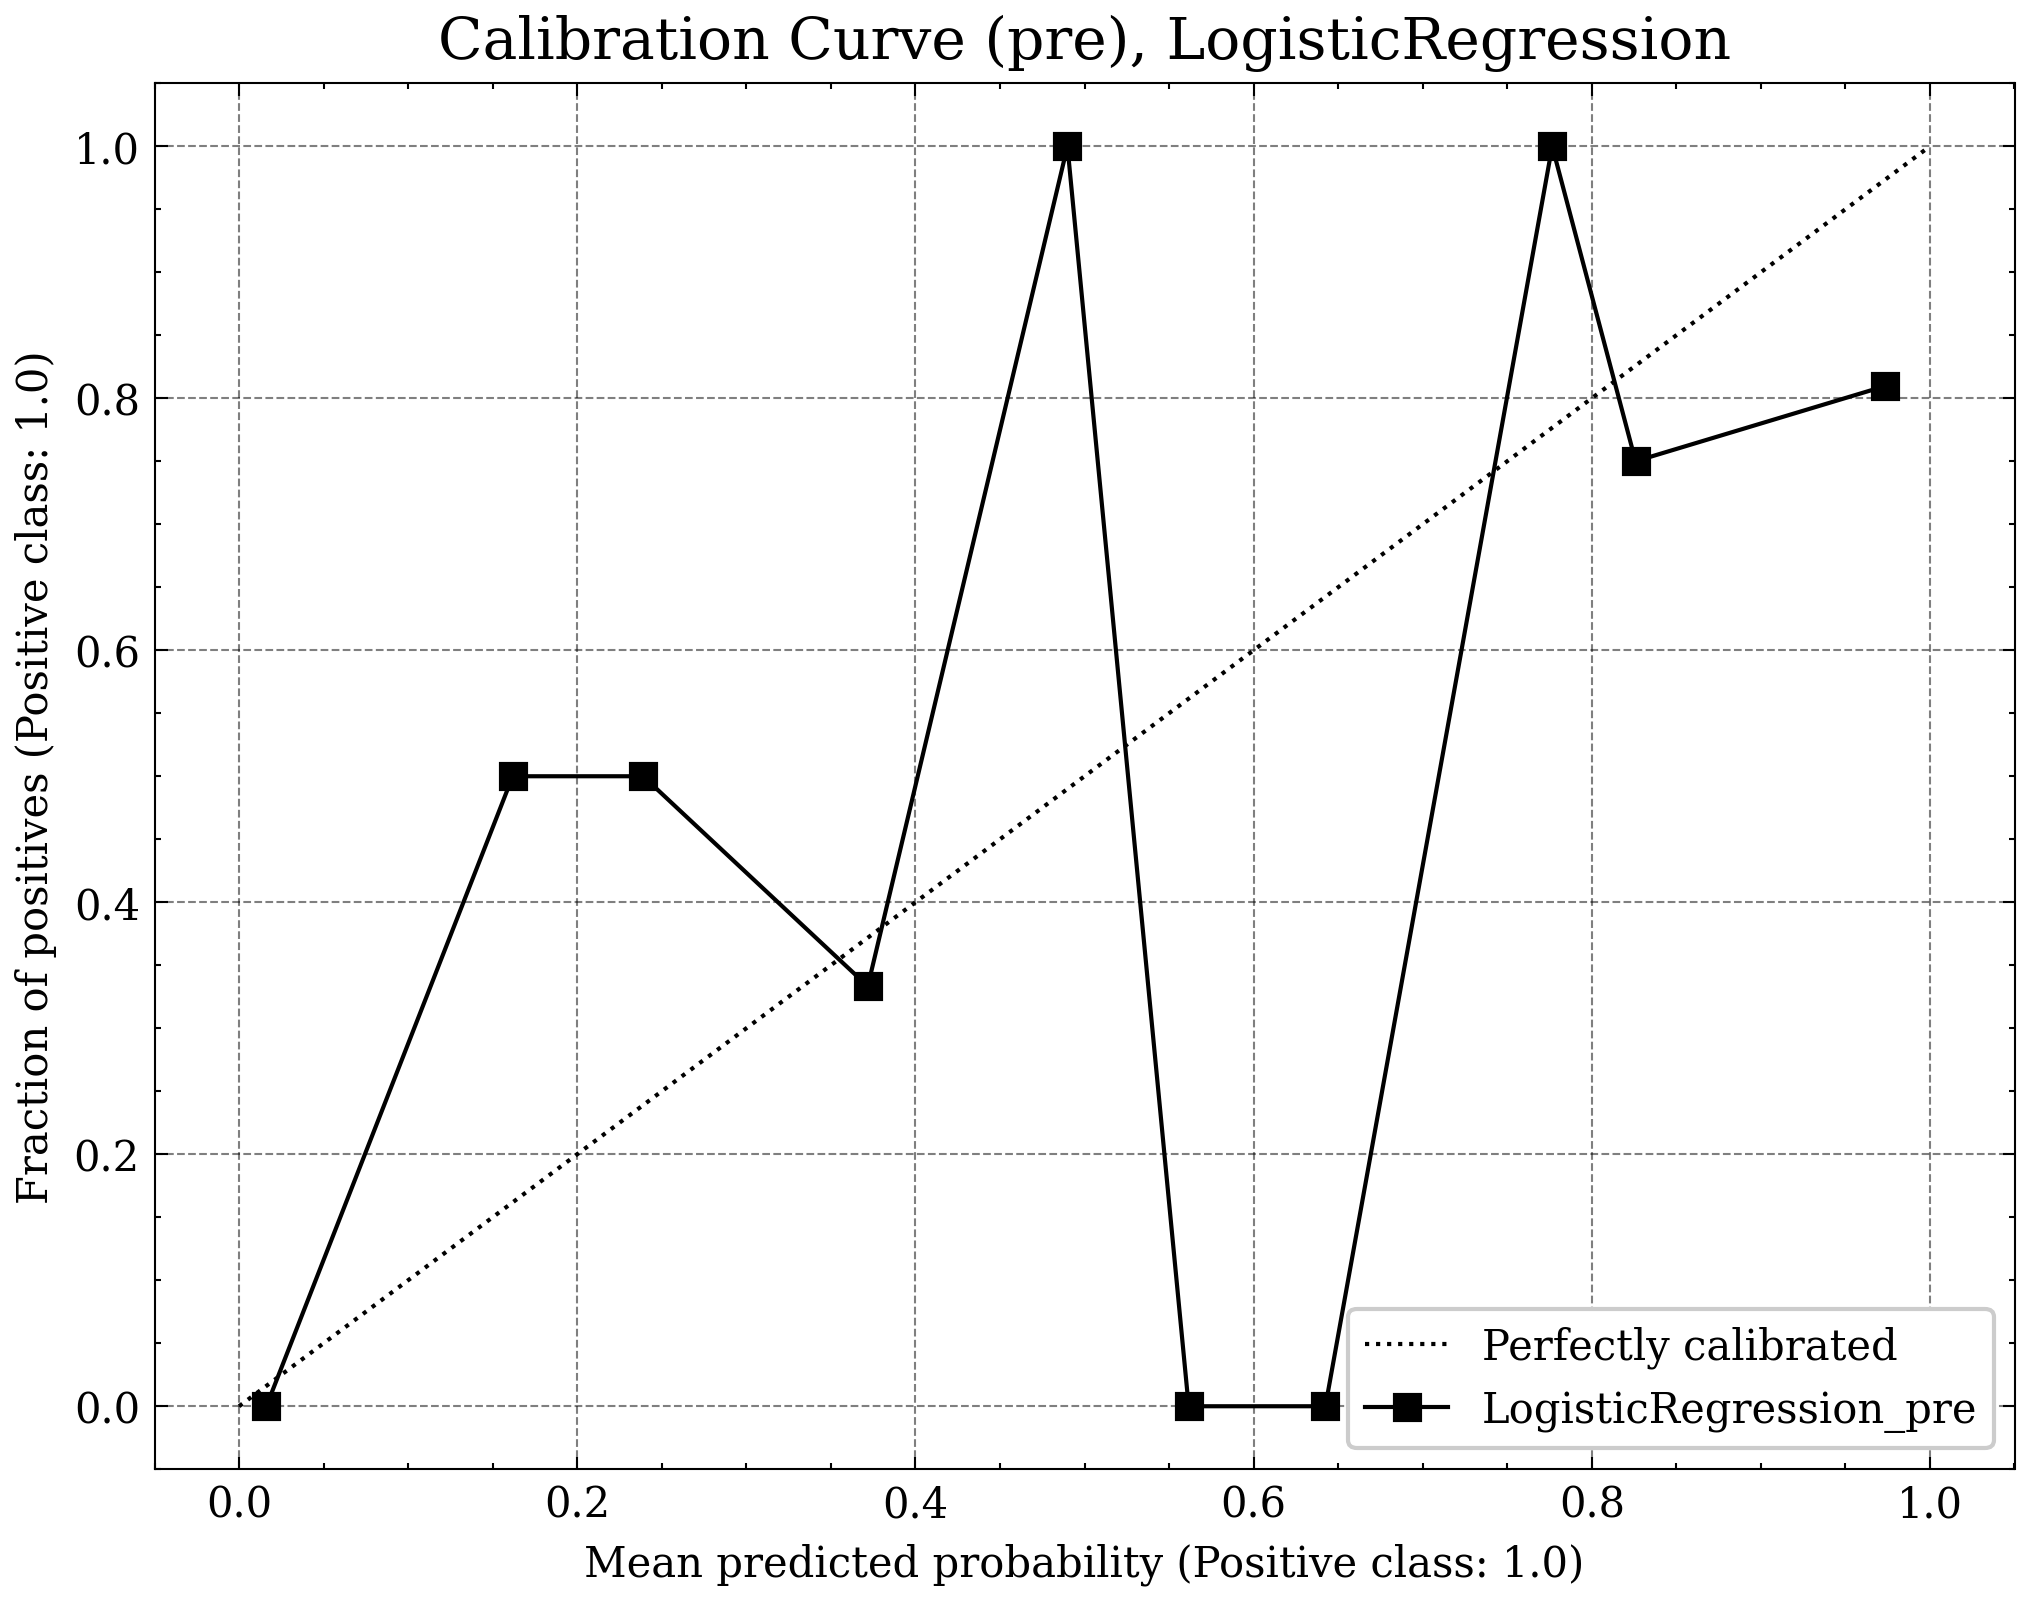 Calibration Curve (pre), LogisticRegression
Fraction of positives (Positive class: 1.0)
1.0
0.8
0.6
0.4
0.2
0.0
0.0 0.2 0.4 0.6 0.8 1.0
Mean predicted probability (Positive class: 1.0)
Perfectly calibrated
LogisticRegression_pre